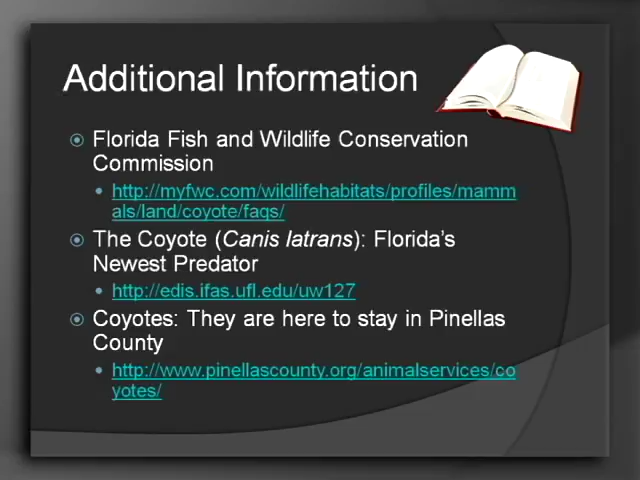 Additional Information
Florida Fish and Wildlife Conservation
Commission
http://myfwc.com/wildlifehabitats/profiles/mamm
als/land/coyote/faqs/
The Coyote (Canis latrans): Florida's
Newest Predator
http://edis.ifas.ufl.edu/uw127
Coyotes: They are here to stay in Pinellas
County
http://www.pinellascounty.org/animalservices/co
yotes/